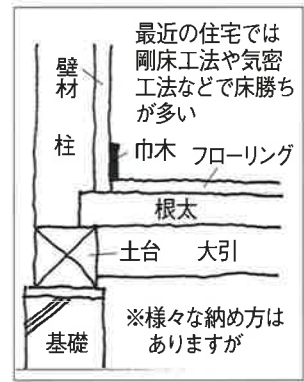 最近の住宅では
剛床工法や気密
工法などで床勝ち
が多い
壁材
柱
巾木
フローリング
根太
土台
大引
基礎
※様々な納め方は
ありますが